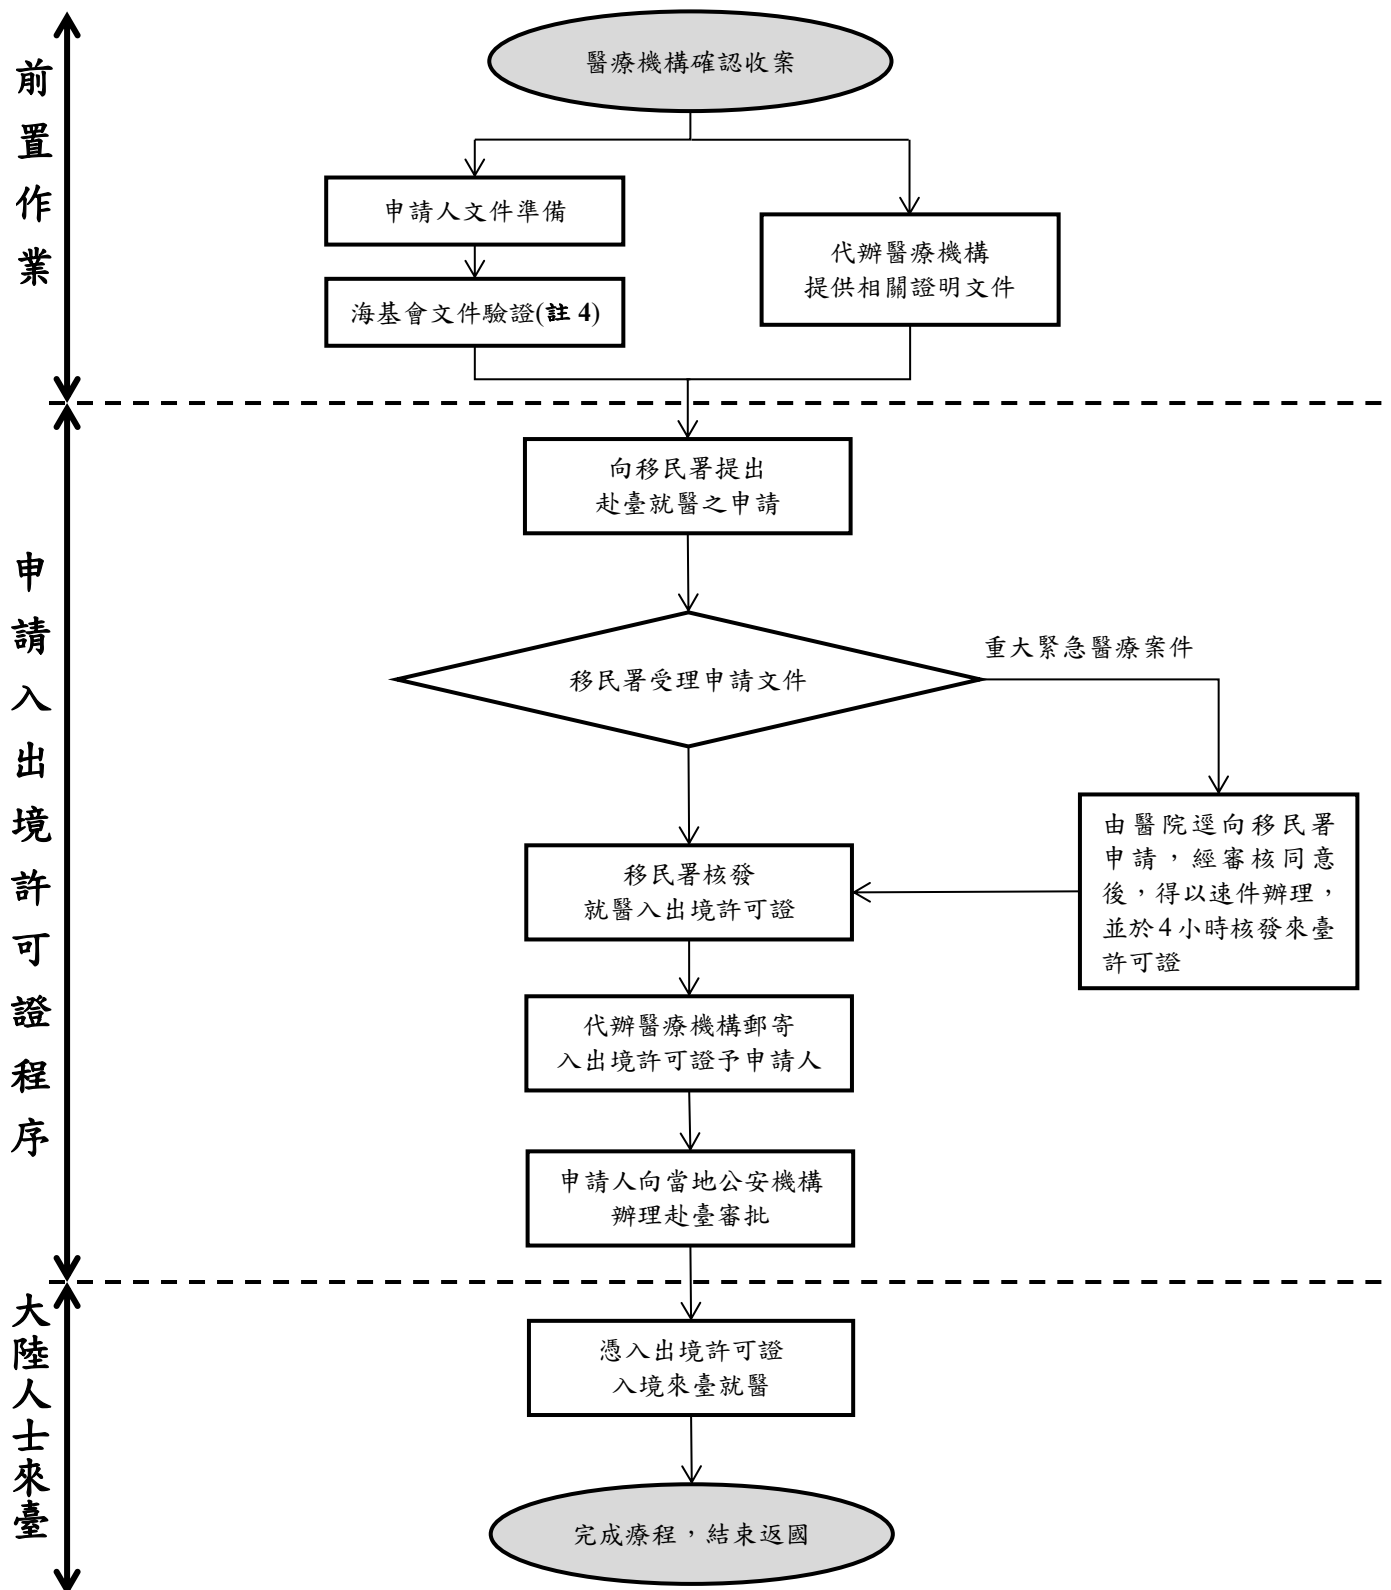 前置作業
醫療機構確認收案
申請人文件準備
海基會文件驗證(註 4)
代辦醫療機構
提供相關證明文件
申請入出境許可證程序
向移民署提出
赴臺就醫之申請
移民署受理申請文件
重大緊急醫療案件
由醫院逕向移民署
申請，經審核同意
後，得以速件辦理，
並於4小時核發來臺
許可證
移民署核發
就醫入出境許可證
代辦醫療機構郵寄
入出境許可證予申請人
申請人向當地公安機構
辦理赴臺審批
大陸人士來臺
憑入出境許可證
入境來臺就醫
完成療程，結束返國